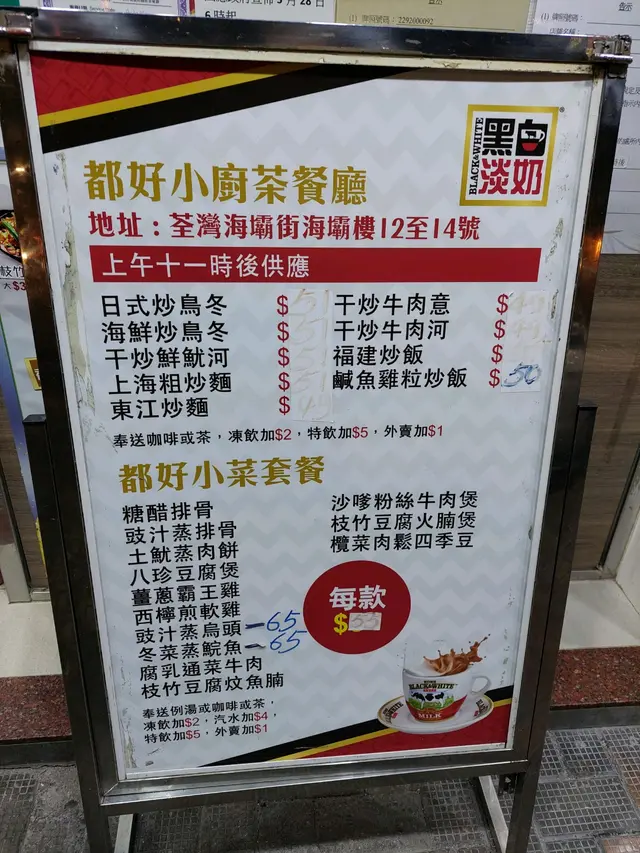 (1) 牌照號碼： 2292000092
6 時起
黑白
淡奶
BLACK&WHITE
都好小廚茶餐廳
地址：荃灣海壩街海壩樓12至14號
上午十一時後供應
日式炒烏冬 $
海鮮炒烏冬 $
干炒鮮魷河 $
上海粗炒麵 $
東江炒麵 $
干炒牛肉意 $
干炒牛肉河 $
福建炒飯 $
鹹魚雞粒炒飯 $50
奉送咖啡或茶，凍飲加$2，特飲加$5，外賣加$1
都好小菜套餐
糖醋排骨
豉汁蒸排骨
土魷蒸肉餅
八珍豆腐煲
薑蔥霸王雞
西檸煎軟雞
豉汁蒸烏頭 -65
冬菜蒸鯇魚 -65
腐乳通菜牛肉
枝竹豆腐炆魚腩
沙嗲粉絲牛肉煲
枝竹豆腐火腩煲
欖菜肉鬆四季豆
每款
$55
奉送例湯或咖啡或茶，
凍飲加$2，汽水加$4，
特飲加$5，外賣加$1
BLACK&WHITE
MILK